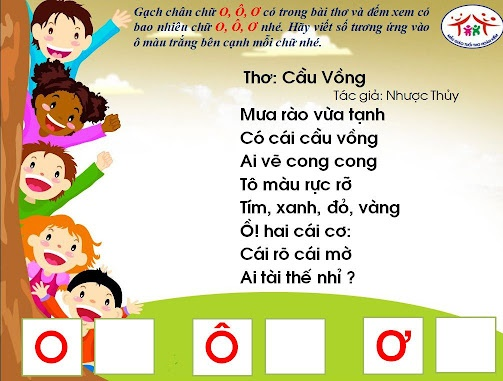 Gạch chân chữ O, Ô, Ơ có trong bài thơ và đếm xem có
bao nhiên chữ O, Ô, Ơ nhé. Hãy viết số tương ứng vào
ô màu trắng bên cạnh mỗi chữ nhé.
Thơ: Cầu Vồng
Tác giả: Nhược Thủy
Mưa rào vừa tạnh
Có cái cầu vồng
Ai vẽ cong cong
Tô màu rực rỡ
Tím, xanh, đỏ, vàng
Ồ! hai cái cơ:
Cái rõ cái mờ
Ai tài thế nhỉ ?
O Ô Ơ